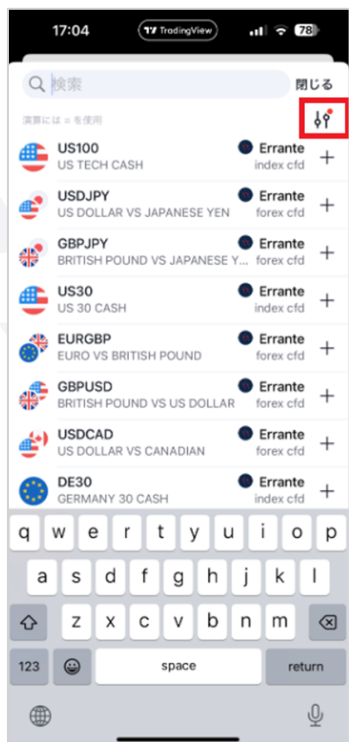 17:04 TradingView 78
検索 閉じる
演算には = を使用
US100 Errante
US TECH CASH index cfd
USDJPY Errante
US DOLLAR VS JAPANESE YEN forex cfd
GBPJPY Errante
BRITISH POUND VS JAPANESE Y... forex cfd
US30 Errante
US 30 CASH index cfd
EURGBP Errante
EURO VS BRITISH POUND forex cfd
GBPUSD Errante
BRITISH POUND VS US DOLLAR forex cfd
USDCAD Errante
US DOLLAR VS CANADIAN forex cfd
DE30 Errante
GERMANY 30 CASH index cfd
q w e r t y u i o p
a s d f g h j k l
z x c v b n m
123 space return